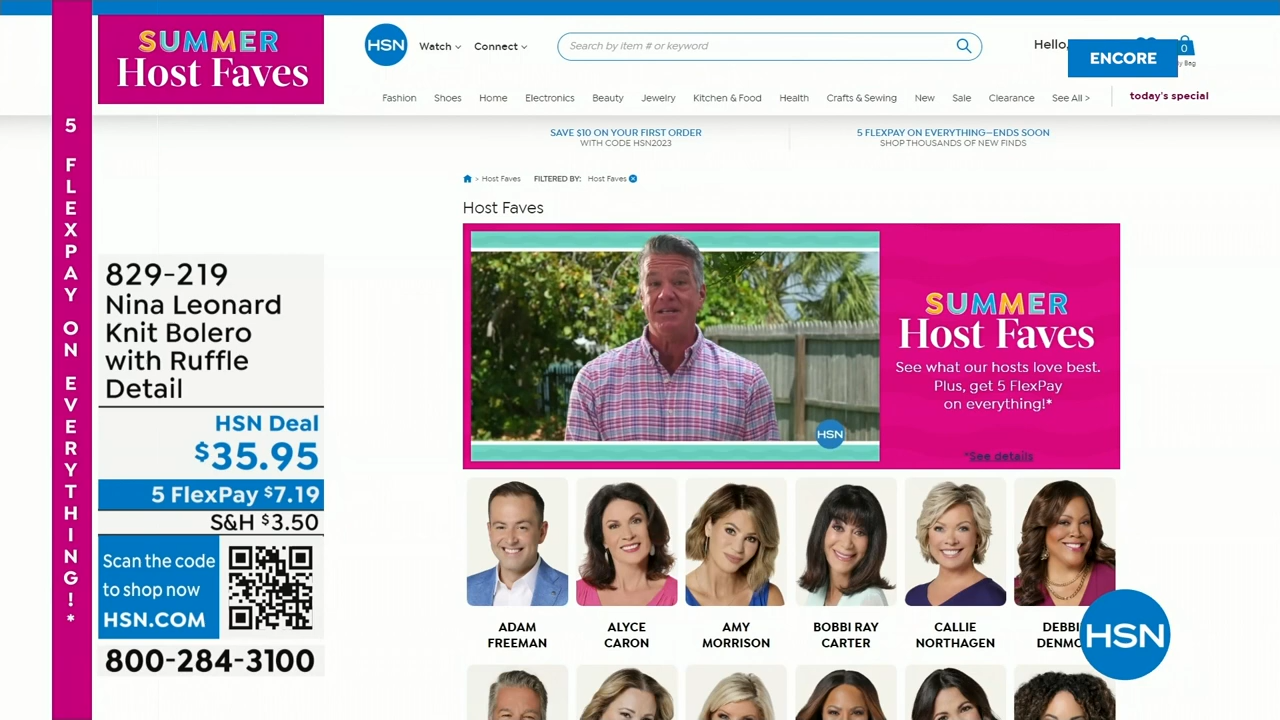 5 FLEXPAY ON EVERYTHING!*
SUMMER
Host Faves
HSN
Watch
Connect
Search by item # or keyword
Hello,
ENCORE
0
y Bag
Fashion
Shoes
Home
Electronics
Beauty
Jewelry
Kitchen & Food
Health
Crafts & Sewing
New
Sale
Clearance
See All >
today's special
SAVE $10 ON YOUR FIRST ORDER
WITH CODE HSN2023
5 FLEXPAY ON EVERYTHING—ENDS SOON
SHOP THOUSANDS OF NEW FINDS
> Host Faves
FILTERED BY: Host Faves
Host Faves
829-219
Nina Leonard
Knit Bolero
with Ruffle
Detail
HSN Deal
$35.95
5 FlexPay $7.19
S&H $3.50
Scan the code
to shop now
HSN.COM
800-284-3100
HSN
SUMMER
Host Faves
See what our hosts love best.
Plus, get 5 FlexPay
on everything!*
*See details
ADAM
FREEMAN
ALYCE
CARON
AMY
MORRISON
BOBBI RAY
CARTER
CALLIE
NORTHAGEN
DEBBI
DENMO
HSN